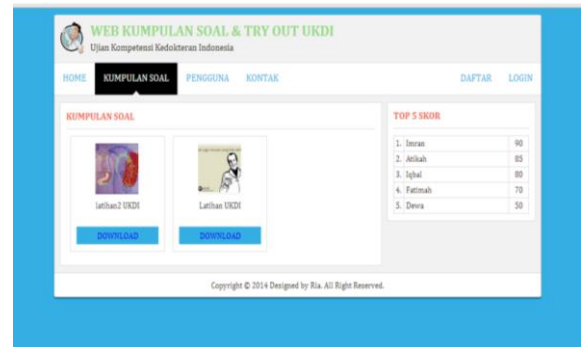 WEB KUMPULAN SOAL & TRY OUT UKDI
Ujian Kompetensi Kedokteran Indonesia
HOME KUMPULAN SOAL PENGGUNA KONTAK DAFTAR LOGIN
KUMPULAN SOAL
latihan2 UKDI
DOWNLOAD
Latihan UKDI
DOWNLOAD
TOP 5 SKOR
1. Imran 90
2. Atikah 85
3. Iqbal 80
4. Fatimah 70
5. Dewa 50
Copyright © 2014 Designed by Ria. All Right Reserved.